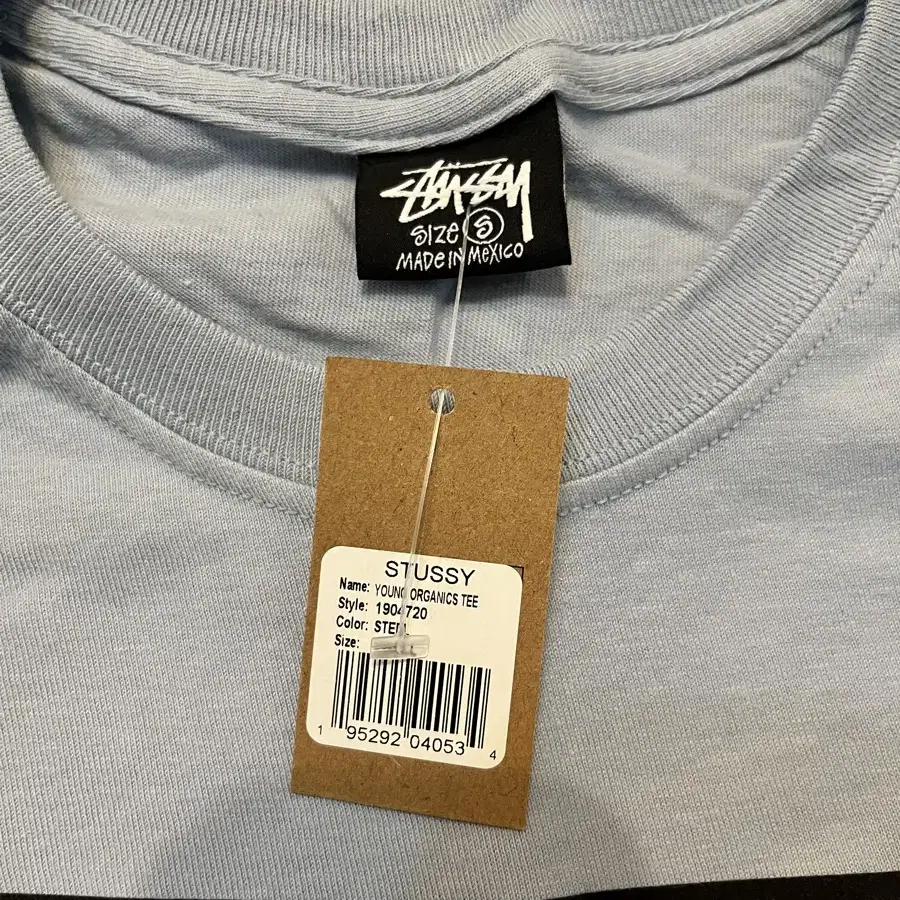 STÜSSY
SIZE S
MADE IN MEXICO
STUSSY
Name: YOUNG ORGANICS TEE
Style: 1904720
Color: STEEL
Size:
1 95292 04053 4